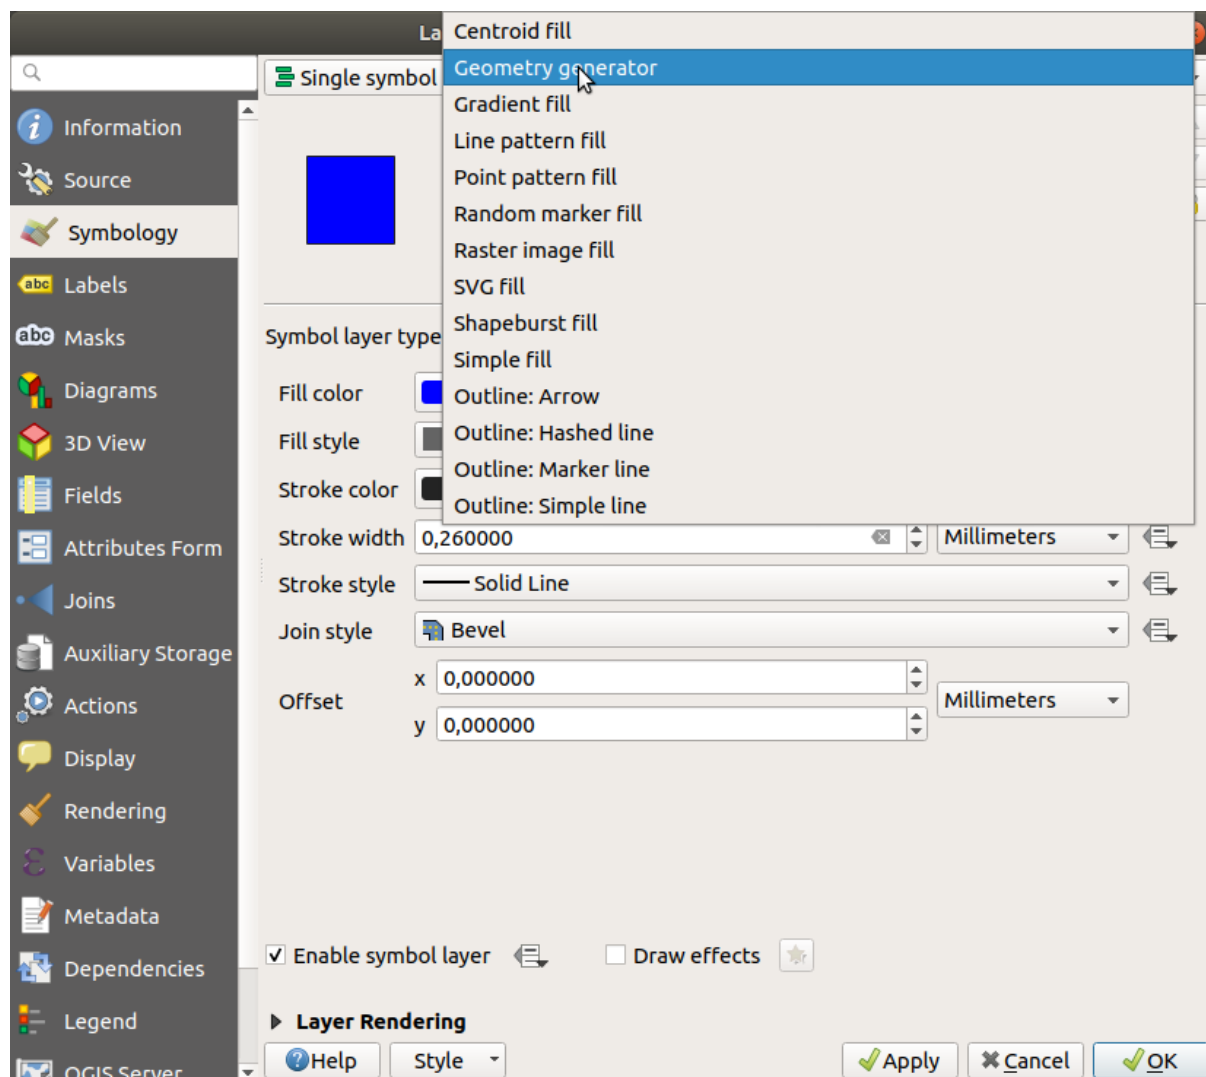 La
Centroid fill
Geometry generator
Gradient fill
Line pattern fill
Point pattern fill
Random marker fill
Raster image fill
SVG fill
Shapeburst fill
Simple fill
Outline: Arrow
Outline: Hashed line
Outline: Marker line
Outline: Simple line
Single symbol
Information
Source
Symbology
abc Labels
abc Masks
Diagrams
3D View
Fields
Attributes Form
Joins
Auxiliary Storage
Actions
Display
Rendering
Variables
Metadata
Dependencies
Legend
QGIS Server
Symbol layer type
Fill color
Fill style
Stroke color
Stroke width 0,260000 Millimeters
Stroke style Solid Line
Join style Bevel
Offset x 0,000000 Millimeters
y 0,000000
Enable symbol layer Draw effects
Layer Rendering
Help Style Apply Cancel OK